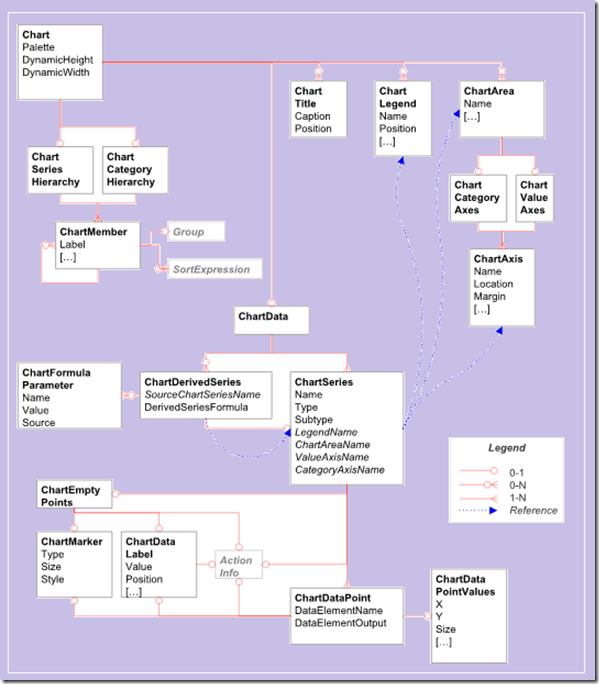 Chart
Palette
DynamicHeight
DynamicWidth
Chart
Title
Caption
Position
Chart
Legend
Name
Position
[...]
ChartArea
Name
[...]
Chart
Series
Hierarchy
Chart
Category
Hierarchy
Chart
Category
Axes
Chart
Value
Axes
ChartMember
Label
[...]
Group
SortExpression
ChartAxis
Name
Location
Margin
[...]
ChartData
ChartFormula
Parameter
Name
Value
Source
ChartDerivedSeries
SourceChartSeriesName
DerivedSeriesFormula
ChartSeries
Name
Type
Subtype
LegendName
ChartAreaName
ValueAxisName
CategoryAxisName
Legend
0-1
0-N
1-N
Reference
ChartEmpty
Points
ChartMarker
Type
Size
Style
ChartData
Label
Value
Position
[...]
Action
Info
ChartDataPoint
DataElementName
DataElementOutput
ChartData
PointValues
X
Y
Size
[...]